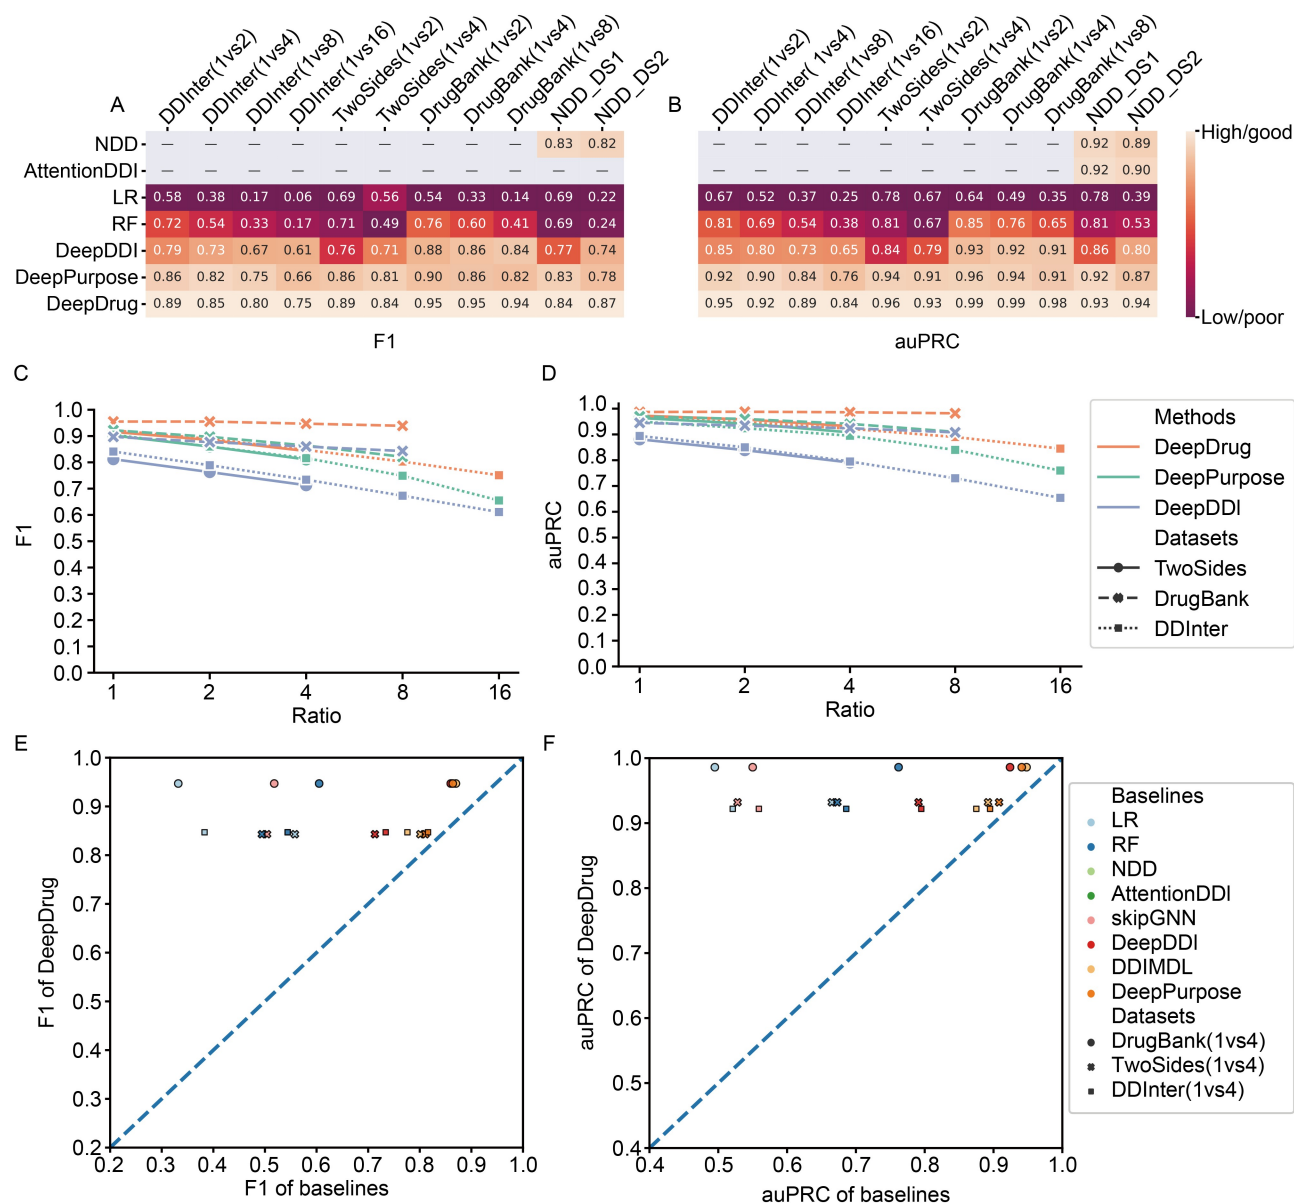 A
DDInter(1vs2)
DDInter(1vs4)
DDInter(1vs8)
DDInter(1vs16)
TwoSides(1vs2)
TwoSides(1vs4)
DrugBank(1vs2)
DrugBank(1vs4)
DrugBank(1vs8)
NDD_DS1
NDD_DS2
NDD — — — — — — — — — 0.83 0.82
AttentionDDI — — — — — — — — — — —
LR 0.58 0.38 0.17 0.06 0.69 0.56 0.54 0.33 0.14 0.69 0.22
RF 0.72 0.54 0.33 0.17 0.71 0.49 0.76 0.60 0.41 0.69 0.24
DeepDDI 0.79 0.73 0.67 0.61 0.76 0.71 0.88 0.86 0.84 0.77 0.74
DeepPurpose 0.86 0.82 0.75 0.66 0.86 0.81 0.90 0.86 0.82 0.83 0.78
DeepDrug 0.89 0.85 0.80 0.75 0.89 0.84 0.95 0.95 0.94 0.84 0.87
F1
B
DDInter(1vs2)
DDInter( 1vs4)
DDInter(1vs8)
DDInter(1vs16)
TwoSides(1vs2)
TwoSides(1vs4)
DrugBank(1vs2)
DrugBank(1vs4)
DrugBank(1vs8)
NDD_DS1
NDD_DS2
— — — — — — — — — 0.92 0.89
— — — — — — — — — 0.92 0.90
0.67 0.52 0.37 0.25 0.78 0.67 0.64 0.49 0.35 0.78 0.39
0.81 0.69 0.54 0.38 0.81 0.67 0.85 0.76 0.65 0.81 0.53
0.85 0.80 0.73 0.65 0.84 0.79 0.93 0.92 0.91 0.86 0.80
0.92 0.90 0.84 0.76 0.94 0.91 0.96 0.94 0.91 0.92 0.87
0.95 0.92 0.89 0.84 0.96 0.93 0.99 0.99 0.98 0.93 0.94
auPRC
High/good
Low/poor
C
F1
1.0
0.9
0.8
0.7
0.6
0.5
0.4
0.3
0.2
0.1
0.0
1 2 4 8 16
Ratio
D
auPRC
1.0
0.9
0.8
0.7
0.6
0.5
0.4
0.3
0.2
0.1
0.0
1 2 4 8 16
Ratio
Methods
DeepDrug
DeepPurpose
DeepDDI
Datasets
TwoSides
DrugBank
DDInter
E
F1 of DeepDrug
1.0
0.9
0.8
0.7
0.6
0.5
0.4
0.3
0.2
0.2 0.3 0.4 0.5 0.6 0.7 0.8 0.9 1.0
F1 of baselines
F
auPRC of DeepDrug
1.0
0.9
0.8
0.7
0.6
0.5
0.4
0.4 0.5 0.6 0.7 0.8 0.9 1.0
auPRC of baselines
Baselines
LR
RF
NDD
AttentionDDI
skipGNN
DeepDDI
DDIMDL
DeepPurpose
Datasets
DrugBank(1vs4)
TwoSides(1vs4)
DDInter(1vs4)